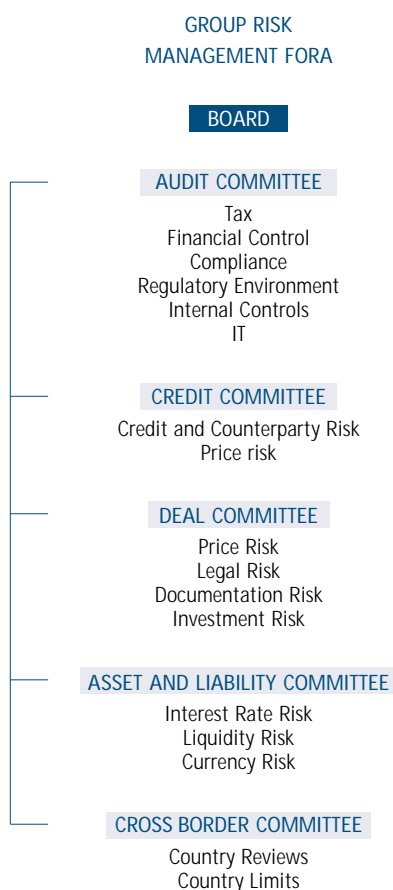 GROUP RISK
MANAGEMENT FORA
BOARD
AUDIT COMMITTEE
Tax
Financial Control
Compliance
Regulatory Environment
Internal Controls
IT
CREDIT COMMITTEE
Credit and Counterparty Risk
Price risk
DEAL COMMITTEE
Price Risk
Legal Risk
Documentation Risk
Investment Risk
ASSET AND LIABILITY COMMITTEE
Interest Rate Risk
Liquidity Risk
Currency Risk
CROSS BORDER COMMITTEE
Country Reviews
Country Limits